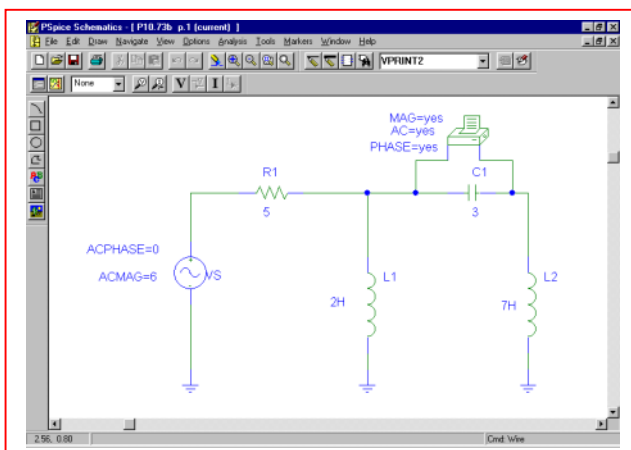 PSpice Schematics - [ P10.73b p.1 (current) ]
File Edit Draw Navigate View Options Analysis Tools Markers Window Help
VPRINT2
None
V I
MAG=yes
AC=yes
PHASE=yes
R1
C1
5
3
ACPHASE=0
ACMAG=6
VS
L1
L2
2H
7H
2.56, 0.80
Cmd: Wire